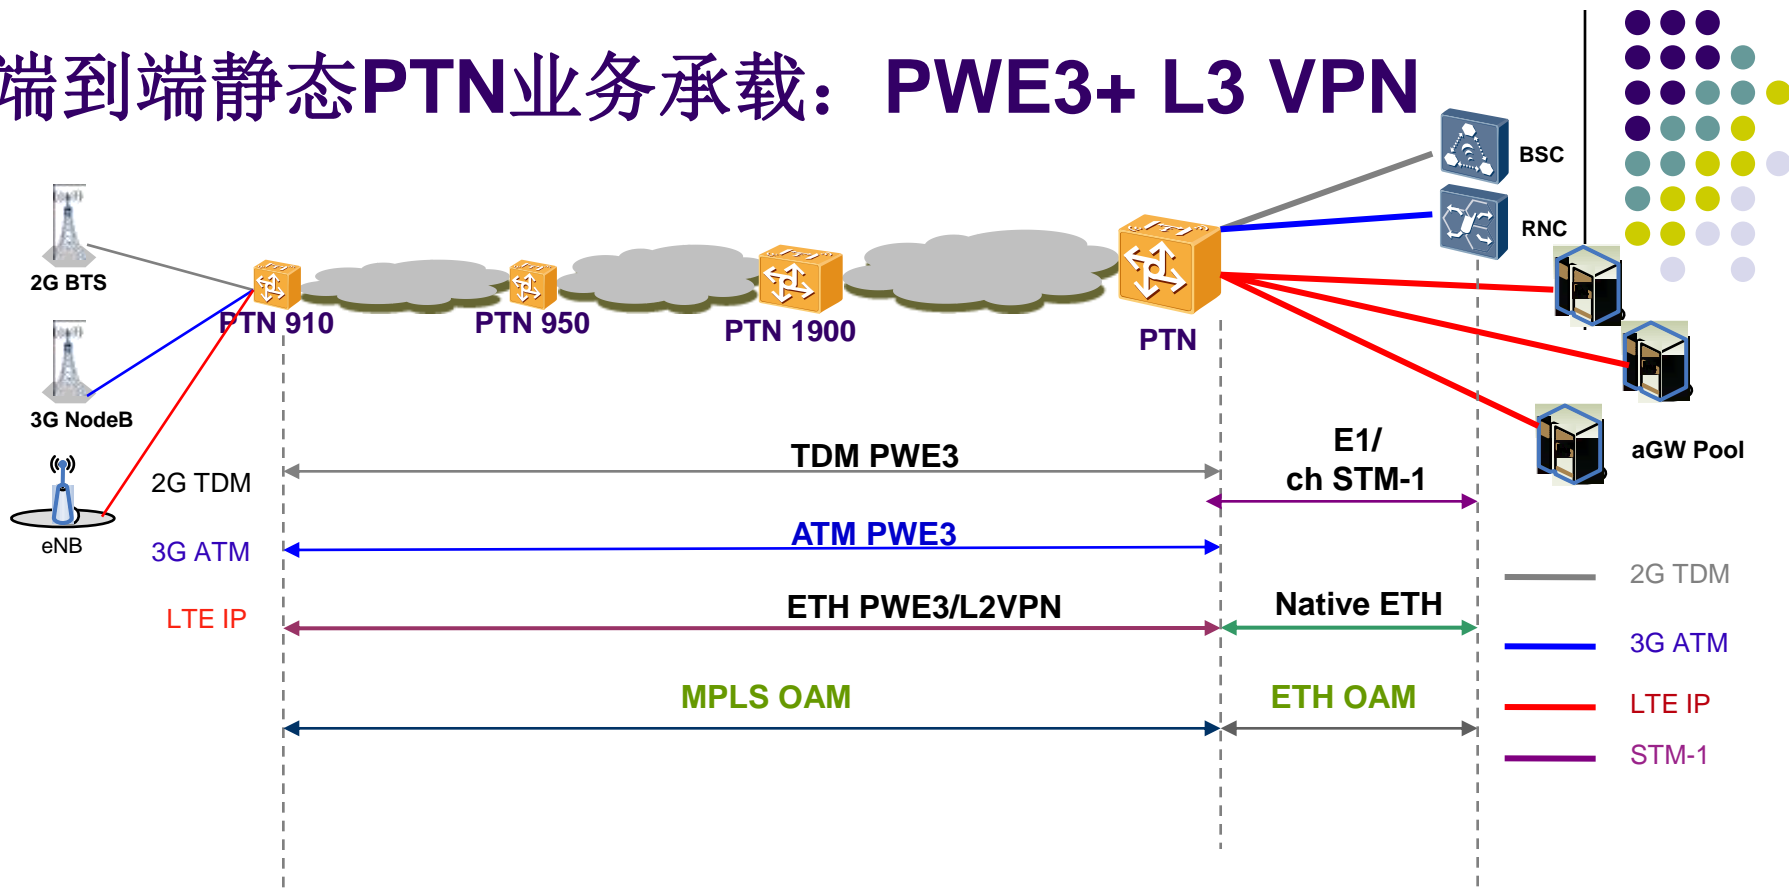 端到端静态PTN业务承载： PWE3+ L3 VPN
BSC
RNC
2G BTS
PTN 910
PTN 950
PTN 1900
PTN
3G NodeB
aGW Pool
eNB
2G TDM
TDM PWE3
E1/
ch STM-1
3G ATM
ATM PWE3
LTE IP
ETH PWE3/L2VPN
Native ETH
MPLS OAM
ETH OAM
2G TDM
3G ATM
LTE IP
STM-1